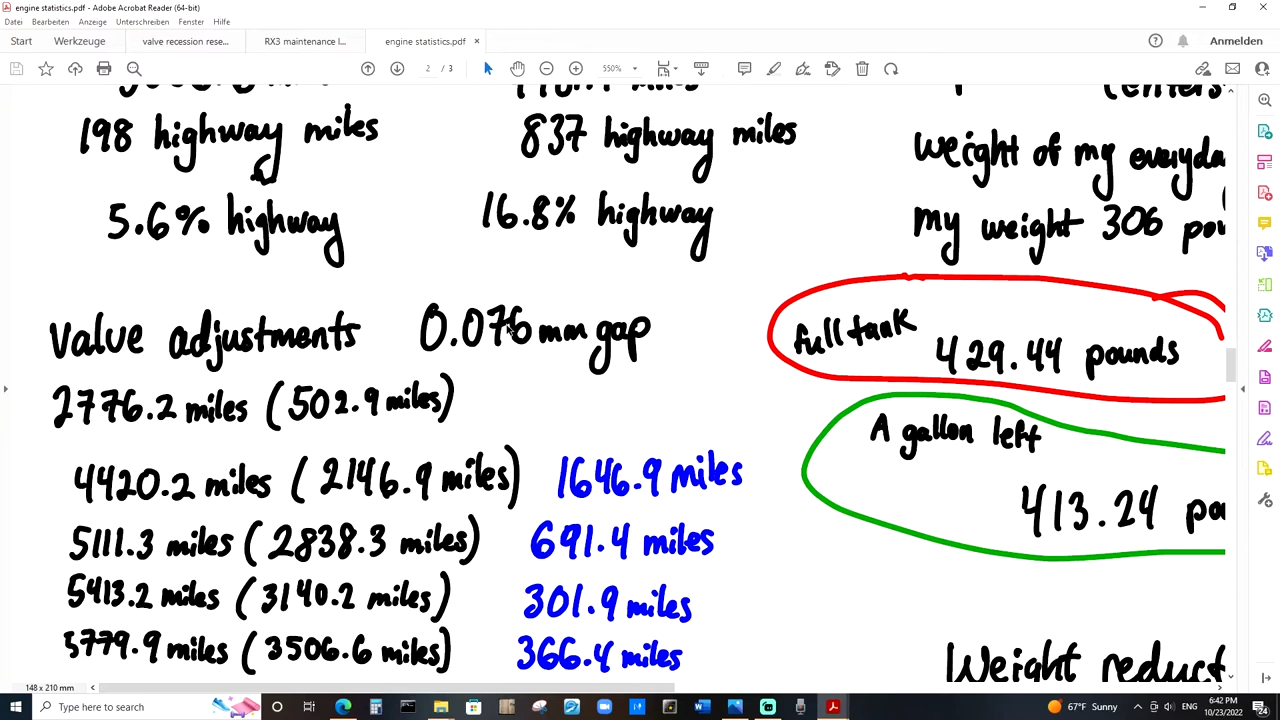 engine statistics.pdf - Adobe Acrobat Reader (64-bit)
Datei Bearbeiten Anzeige Unterschreiben Fenster Hilfe
Start Werkzeuge valve recession rese... RX3 maintenance l... engine statistics.pdf Anmelden
2 / 3 550%
198 highway miles
5.6% highway
837 highway miles
16.8% highway
weight of my everyda
my weight 306 pou
Valve adjustments 0.076 mm gap
2776.2 miles (502.9 miles)
4420.2 miles (2146.9 miles) 1646.9 miles
5111.3 miles (2838.3 miles) 691.4 miles
5413.2 miles (3140.2 miles) 301.9 miles
5779.9 miles (3506.6 miles) 366.4 miles
full tank
429.44 pounds
A gallon left
413.24 po
Weight reduct
148 x 210 mm
Type here to search
67°F Sunny
6:42 PM
10/23/2022